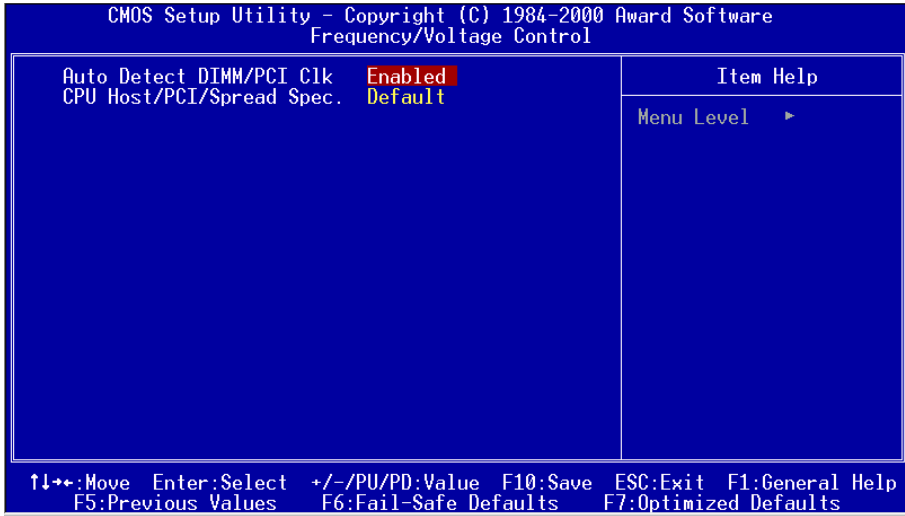 CMOS Setup Utility – Copyright (C) 1984–2000 Award Software
Frequency/Voltage Control
Auto Detect DIMM/PCI Clk Enabled
CPU Host/PCI/Spread Spec. Default
Item Help
Menu Level ►
↑↓→←:Move Enter:Select +/-/PU/PD:Value F10:Save ESC:Exit F1:General Help
F5:Previous Values F6:Fail-Safe Defaults F7:Optimized Defaults